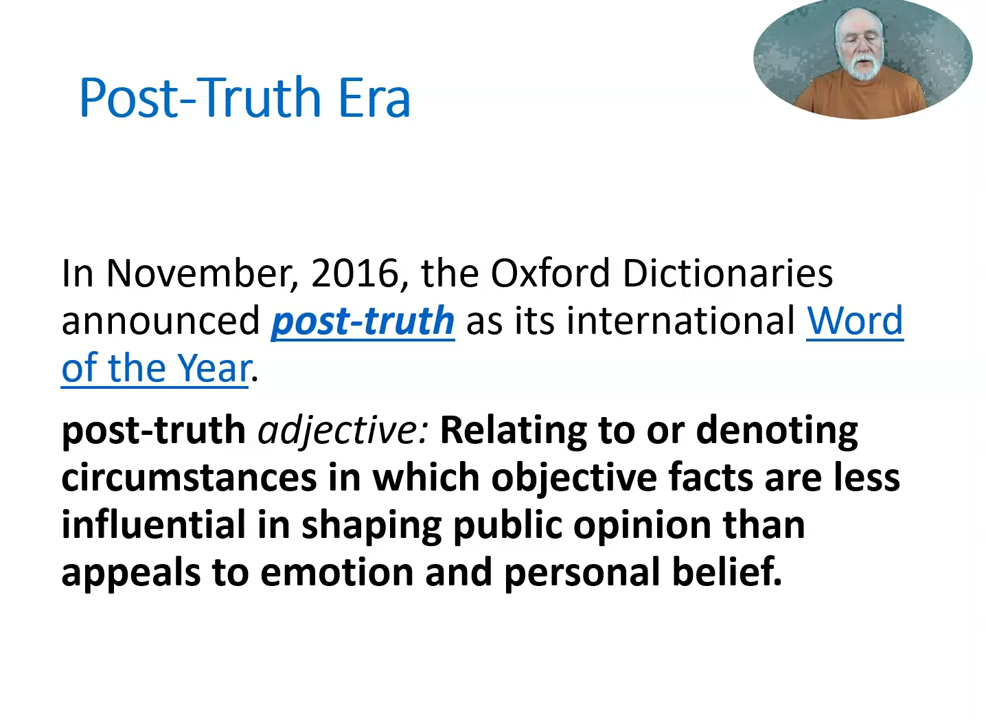 Post-Truth Era
In November, 2016, the Oxford Dictionaries
announced post-truth as its international Word
of the Year.
post-truth adjective: Relating to or denoting
circumstances in which objective facts are less
influential in shaping public opinion than
appeals to emotion and personal belief.